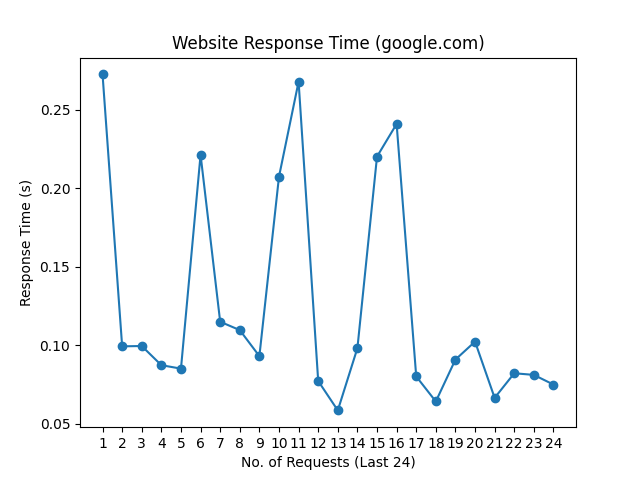 Website Response Time (google.com)
0.25
0.20
0.15
0.10
0.05
Response Time (s)
1 2 3 4 5 6 7 8 9 10 11 12 13 14 15 16 17 18 19 20 21 22 23 24
No. of Requests (Last 24)